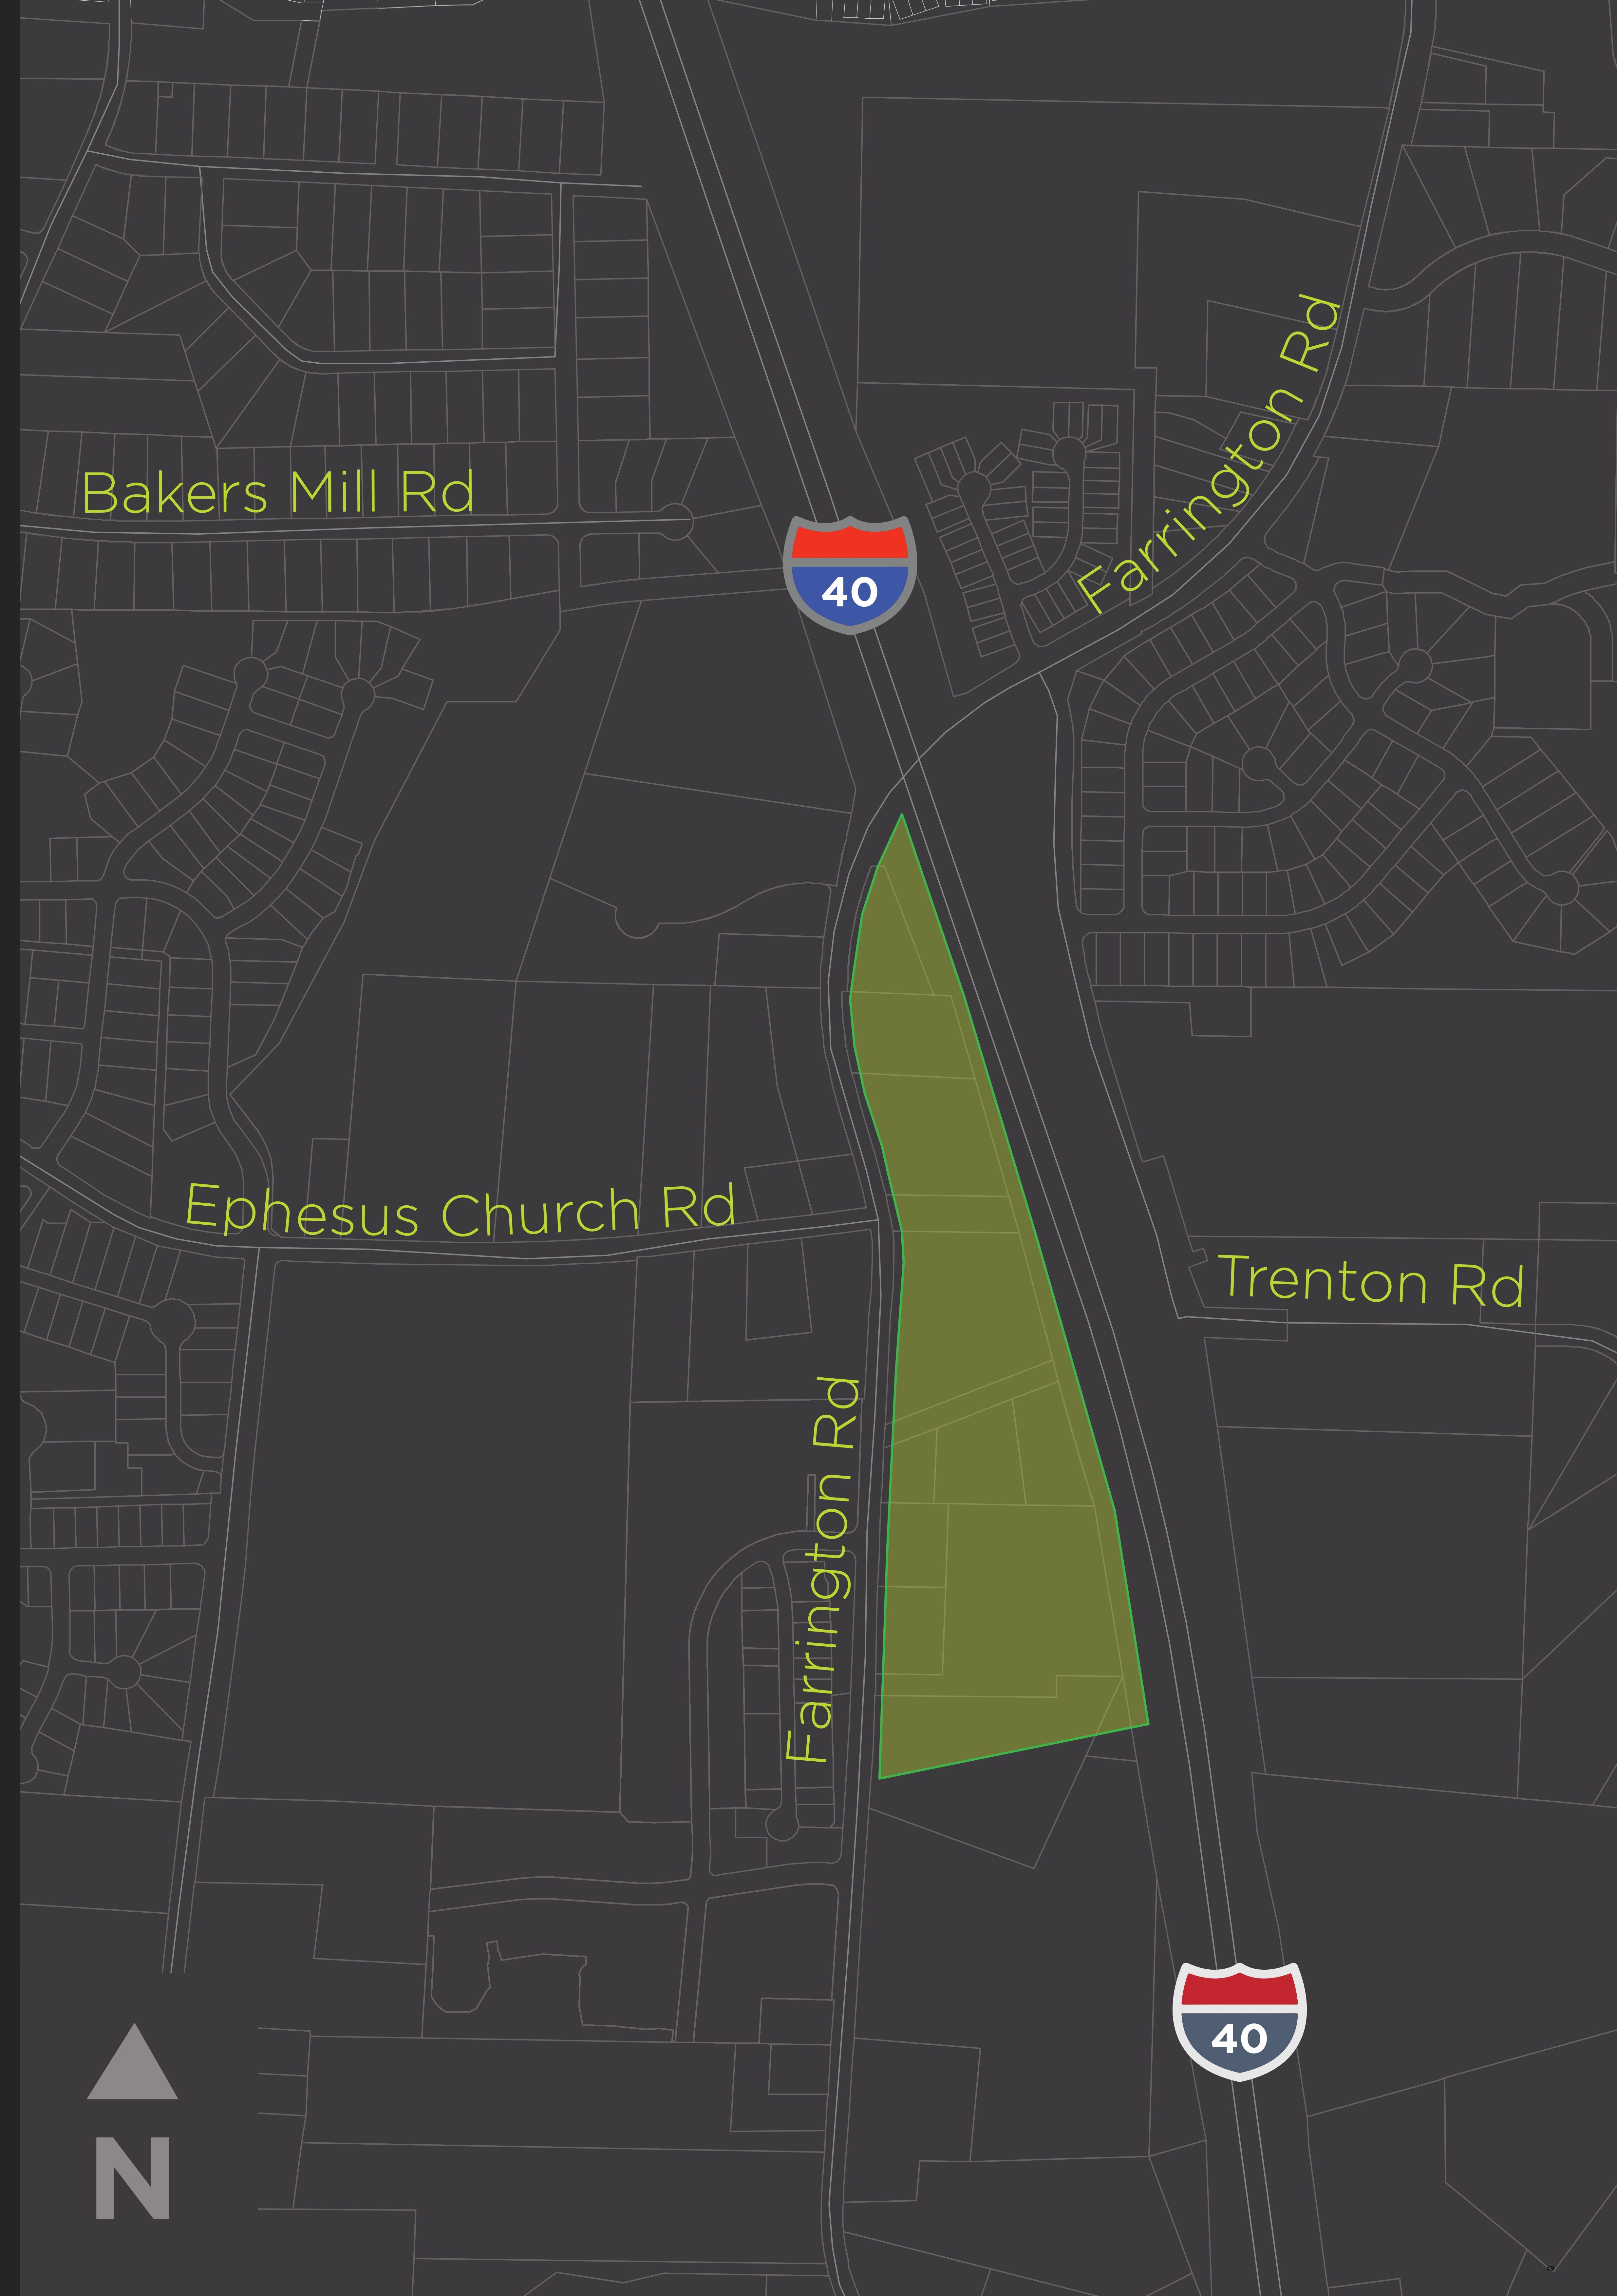 Farrington Rd
Bakers Mill Rd
40
Ephesus Church Rd
Trenton Rd
Farrington Rd
40
N